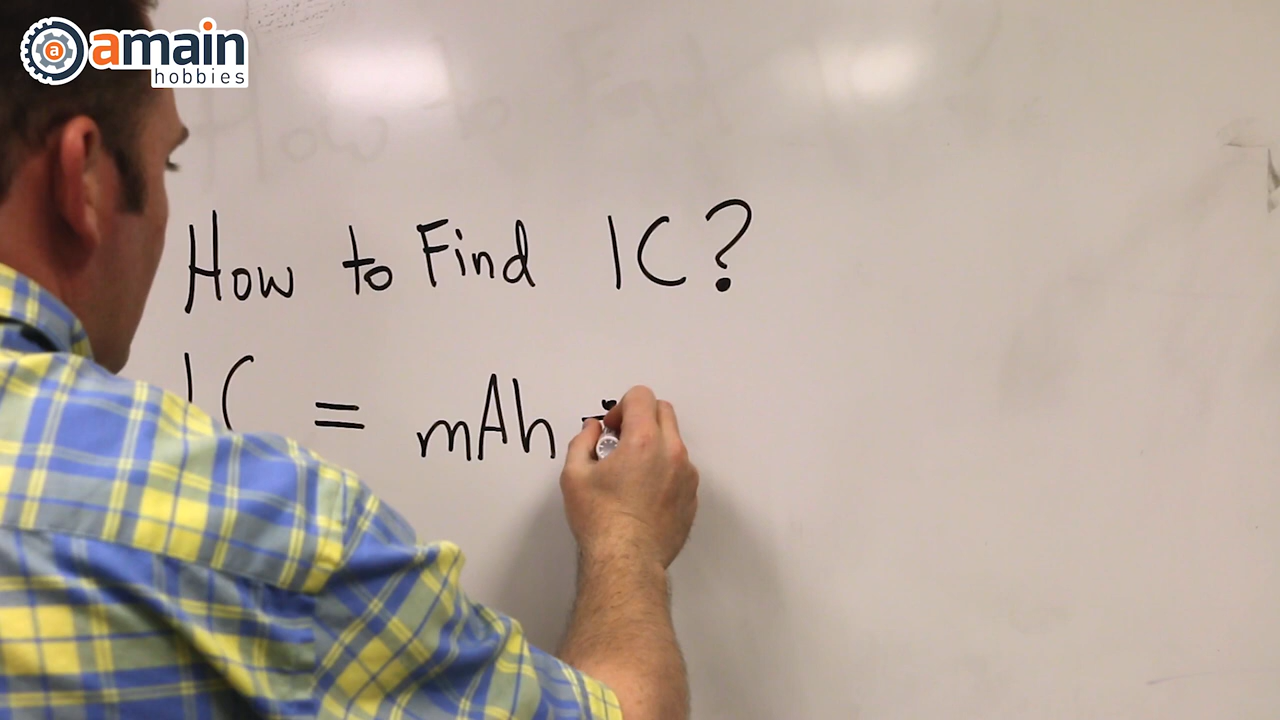 amain
hobbies
How to Find 1C?
1C = mAh ÷